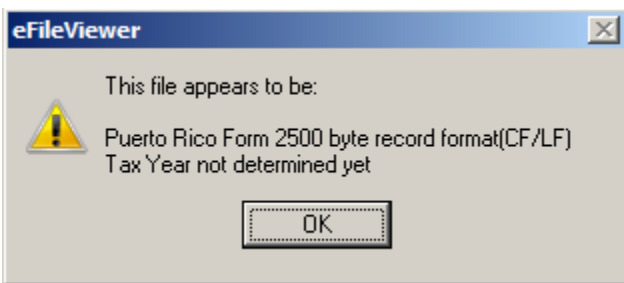 eFileViewer
This file appears to be:
Puerto Rico Form 2500 byte record format(CF/LF)
Tax Year not determined yet
OK